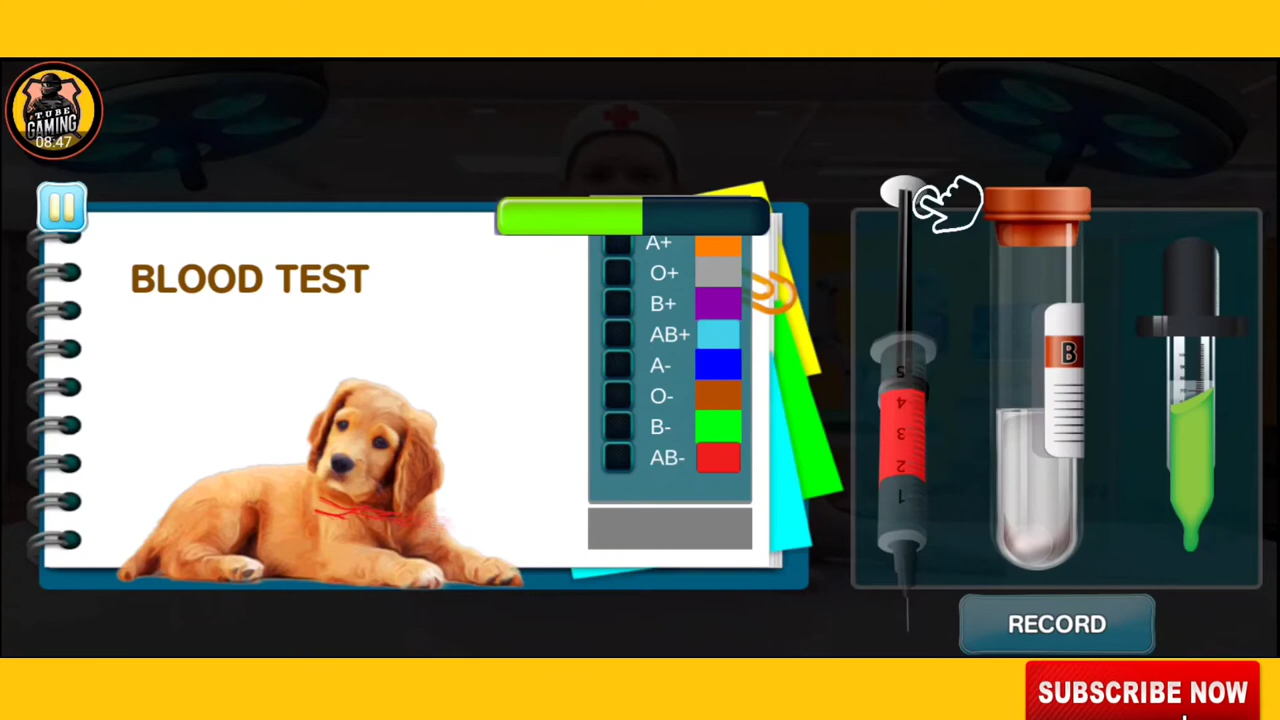 TUBE
GAMING
08:47
BLOOD TEST
A+
O+
B+
AB+
A-
O-
B-
AB-
5
4
3
2
1
B
RECORD
SUBSCRIBE NOW